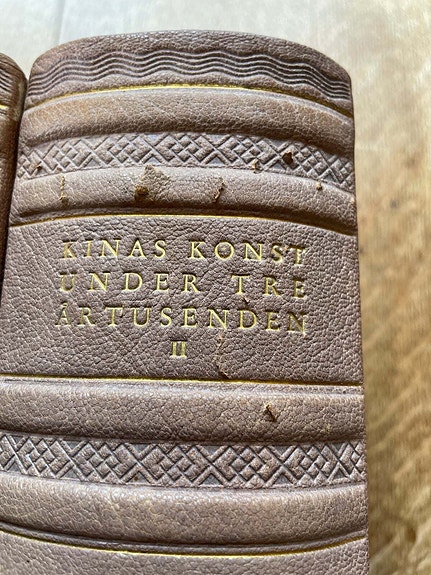 KINAS KONST
UNDER TRE
ÅRTUSENDEN
II